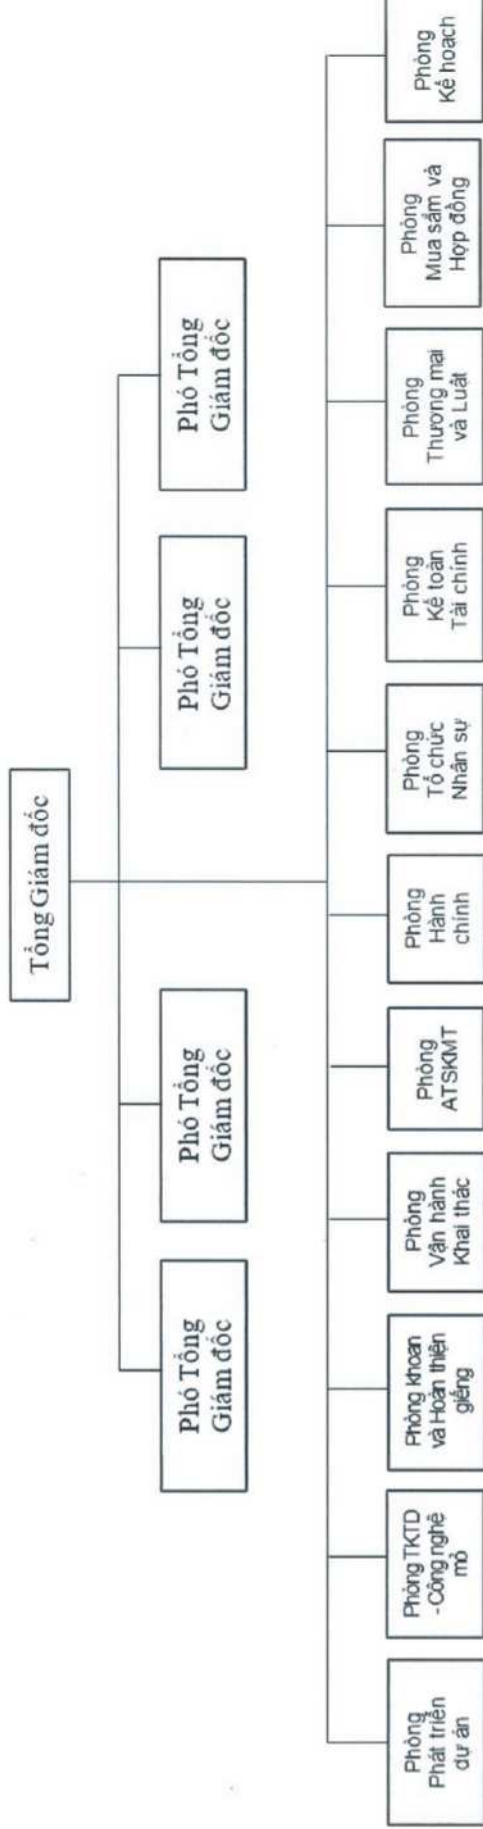 Tổng Giám đốc
Phó Tổng
Giám đốc
Phó Tổng
Giám đốc
Phó Tổng
Giám đốc
Phó Tổng
Giám đốc
Phòng
Phát triển
dự án
Phòng TKTD
- Công nghệ
mỏ
Phòng khoan
và Hoàn thiện
giếng
Phòng
Vận hành
Khai thác
Phòng
ATSKMT
Phòng
Hành
chính
Phòng
Tổ chức
Nhân sự
Phòng
Kế toán
Tài chính
Phòng
Thương mại
và Luật
Phòng
Mua sắm và
Hợp đồng
Phòng
Kế hoạch